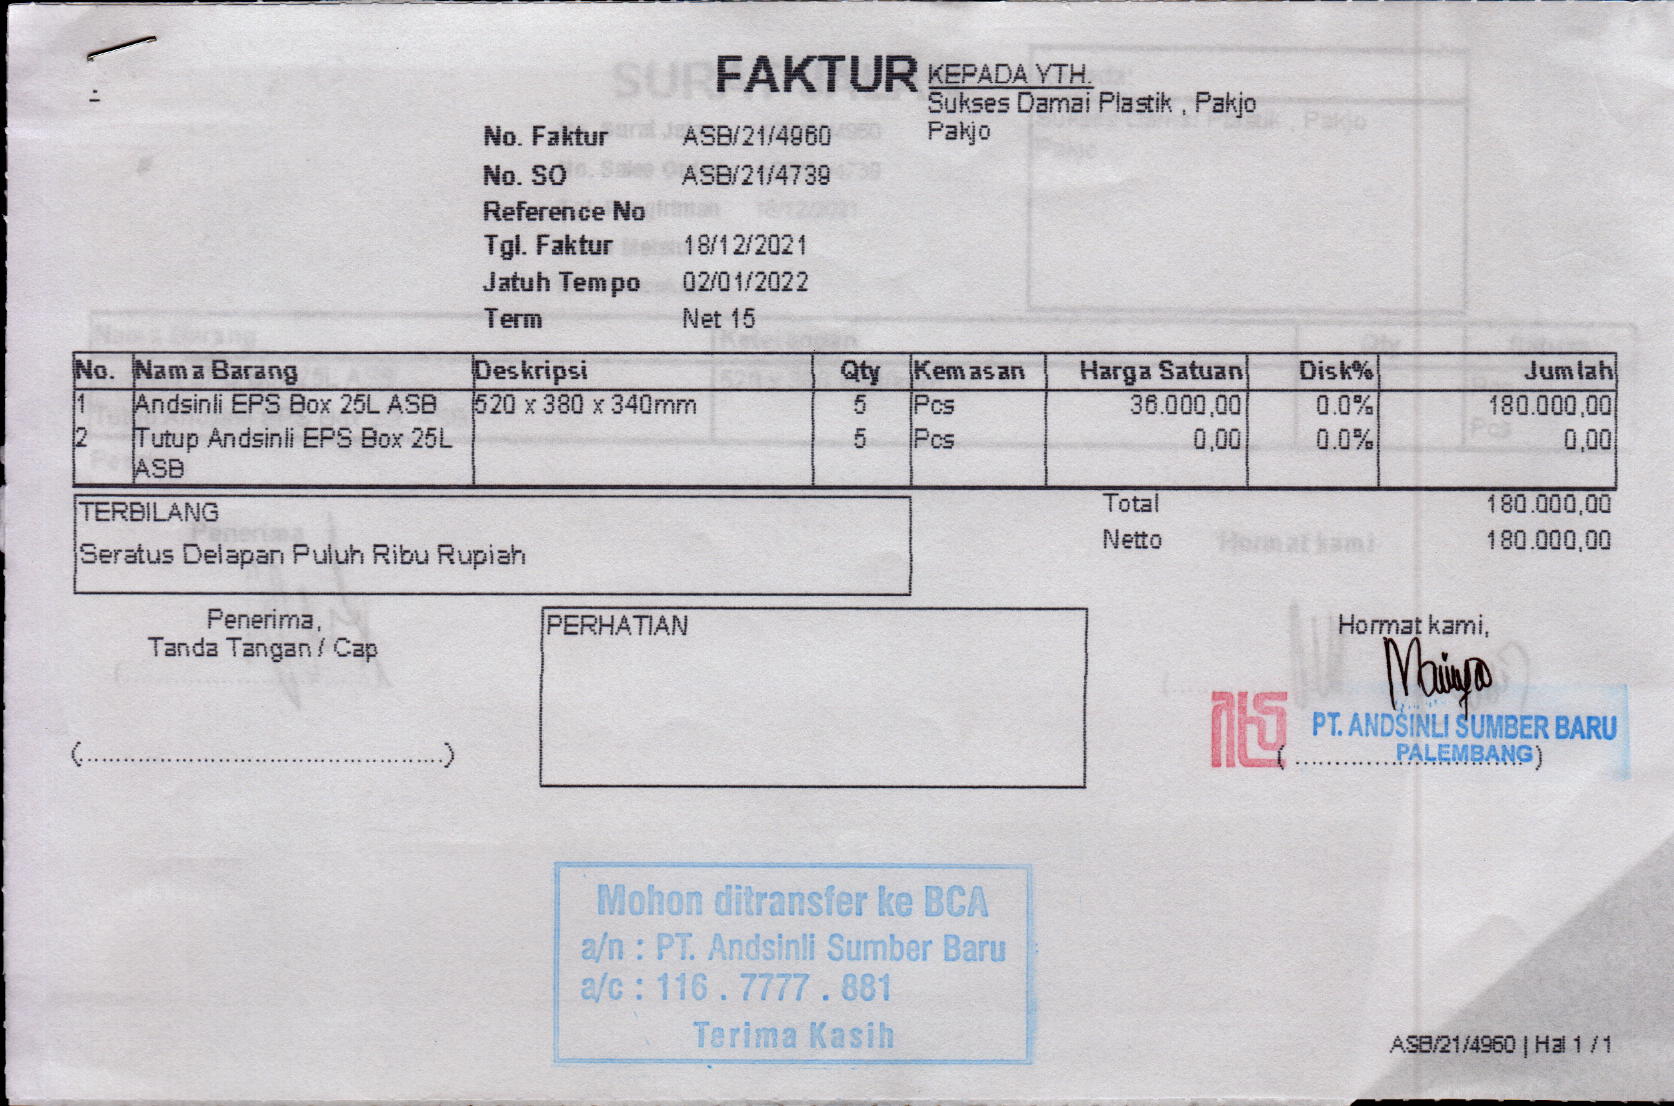 FAKTUR
KEPADA YTH.
Sukses Damai Plastik , Pakjo
Pakjo
No. Faktur ASB/21/4960
No. SO ASB/21/4739
Reference No
Tgl. Faktur 18/12/2021
Jatuh Tempo 02/01/2022
Term Net 15
No. Nama Barang Deskripsi Qty Kemasan Harga Satuan Disk% Jumlah
1 Andsinli EPS Box 25L ASB 520 x 380 x 340mm 5 Pcs 36.000,00 0.0% 180.000,00
2 Tutup Andsinli EPS Box 25L 5 Pcs 0,00 0.0% 0,00
ASB
TERBILANG
Seratus Delapan Puluh Ribu Rupiah
Total 180.000,00
Netto 180.000,00
Penerima,
Tanda Tangan / Cap
(................................................)
PERHATIAN
Hormat kami,
PT. ANDSINLI SUMBER BARU
PALEMBANG
Mohon ditransfer ke BCA
a/n : PT. Andsinli Sumber Baru
a/c : 116 . 7777 . 881
Terima Kasih
ASB/21/4960 | Hal 1 / 1